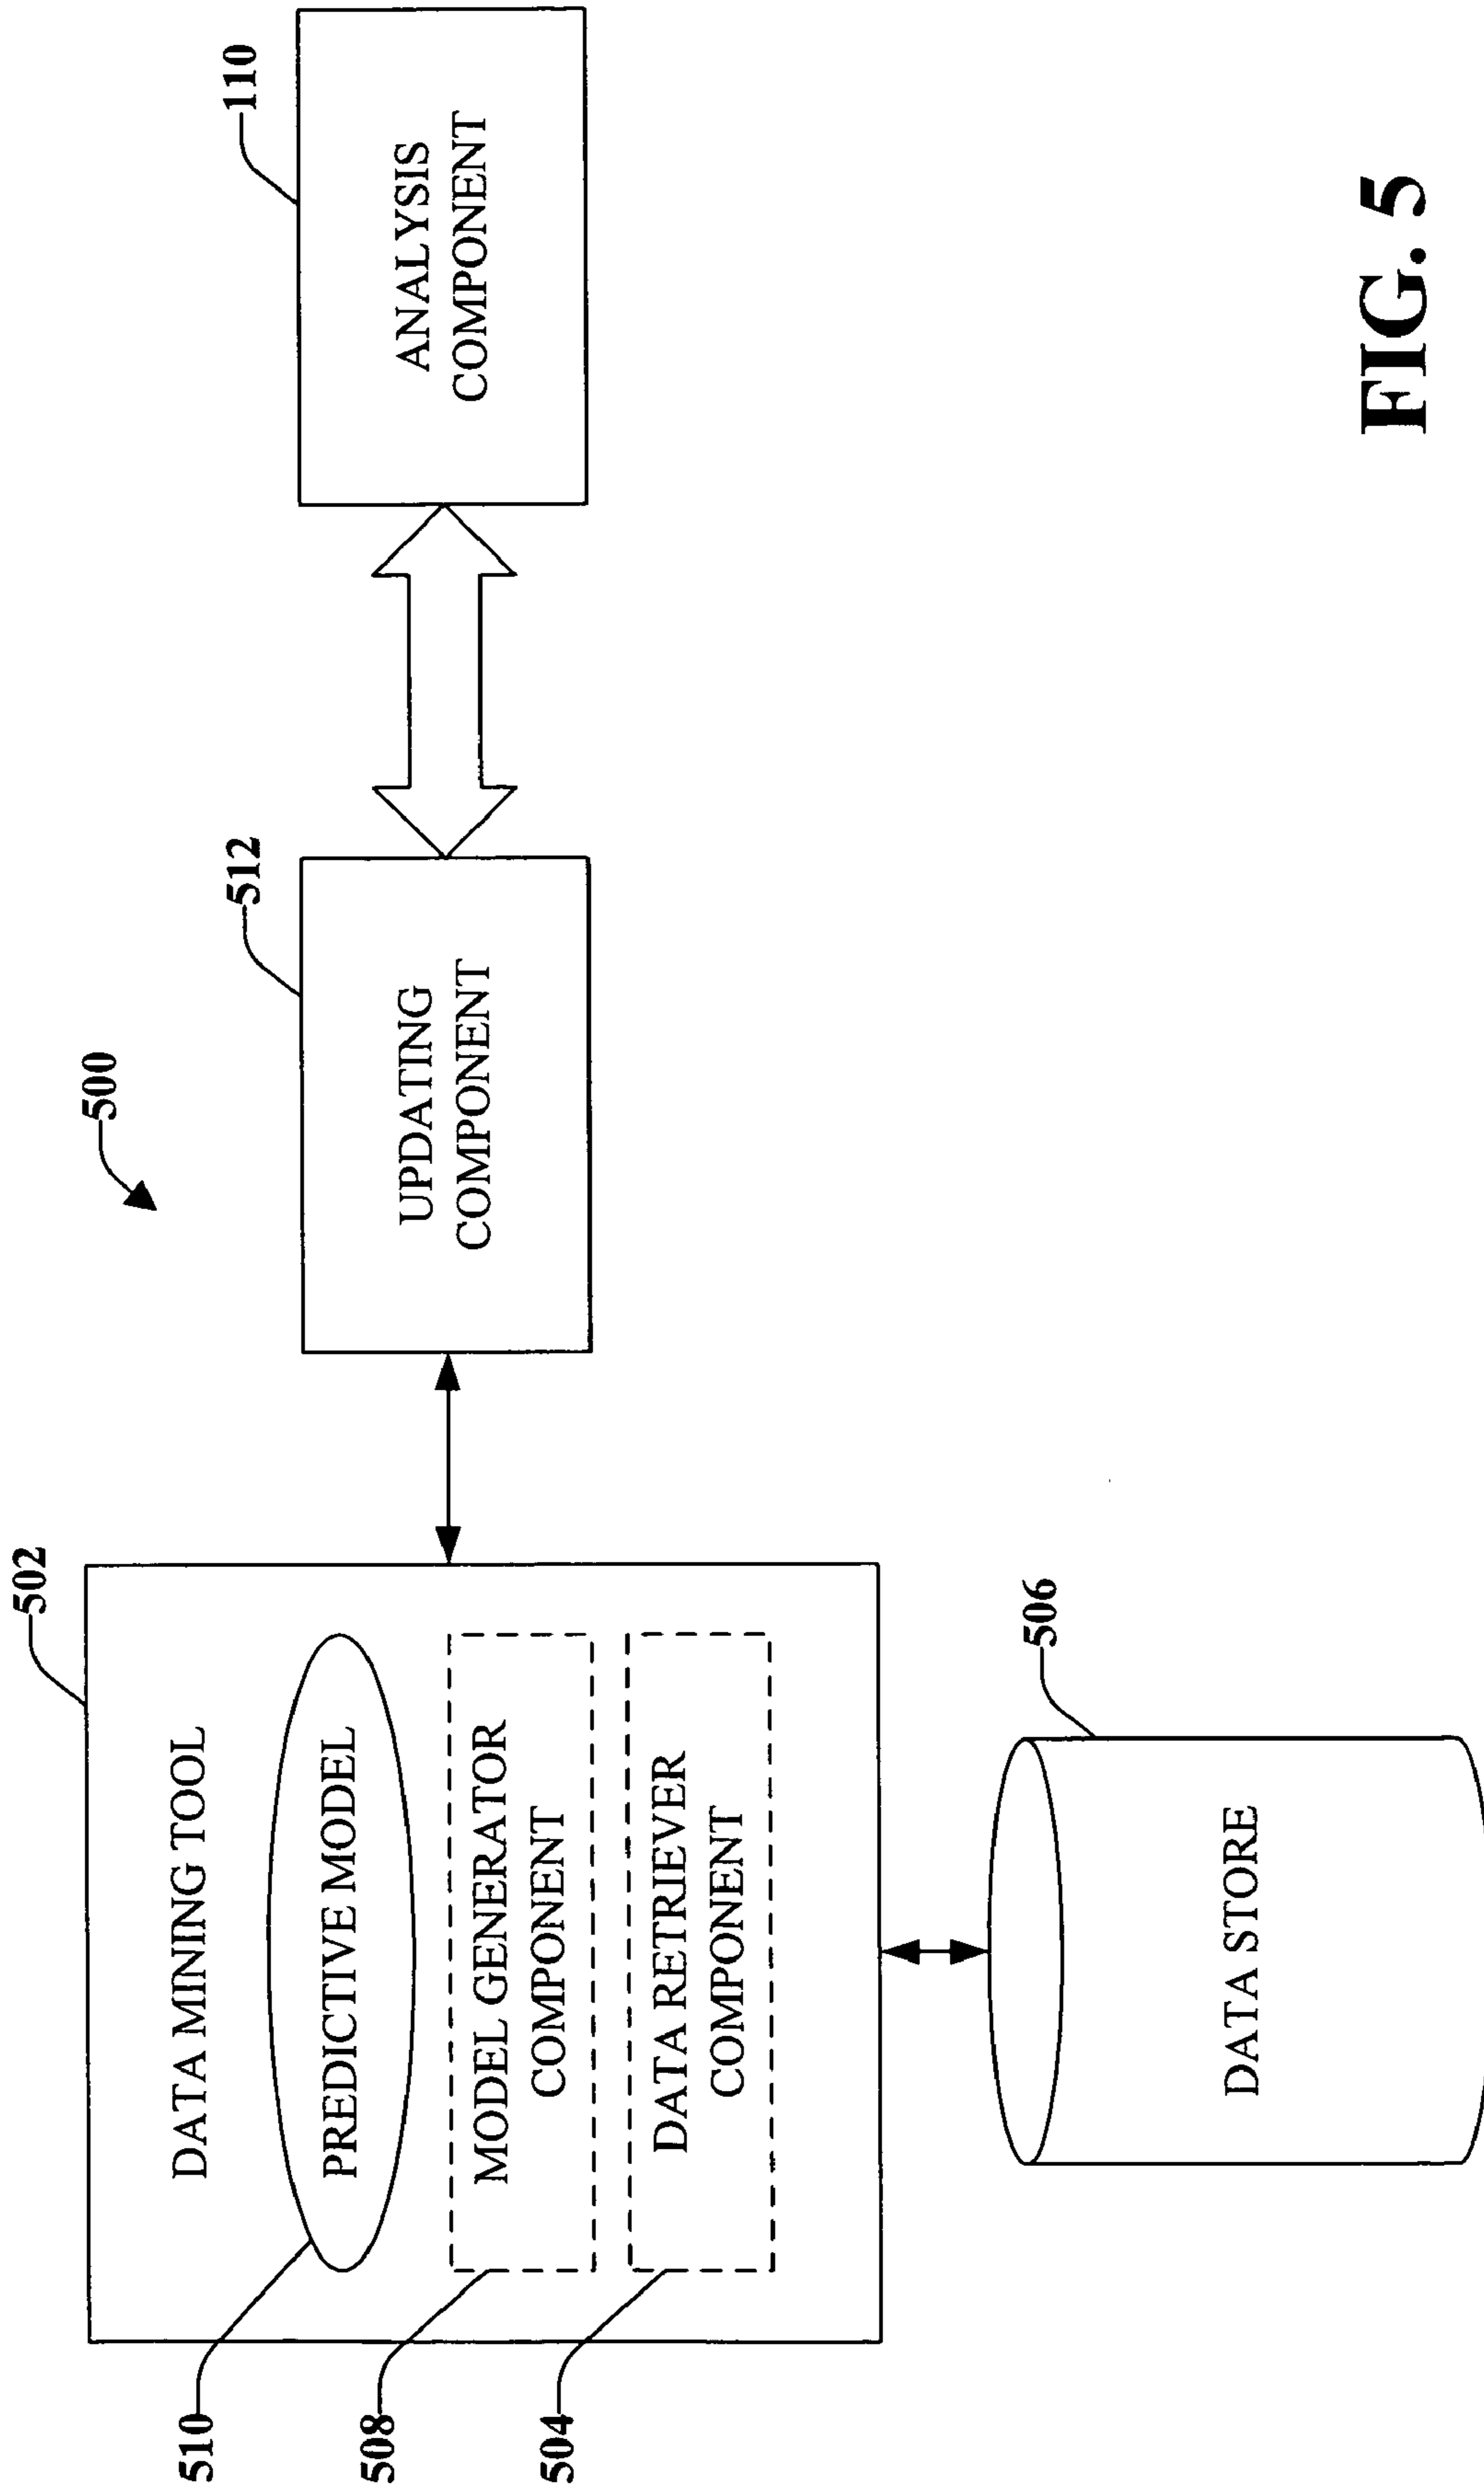 500
502
DATA MINING TOOL
510
PREDICTIVE MODEL
508
MODEL GENERATOR
COMPONENT
504
DATA RETRIEVER
COMPONENT
506
DATA STORE
512
UPDATING
COMPONENT
110
ANALYSIS
COMPONENT
FIG. 5